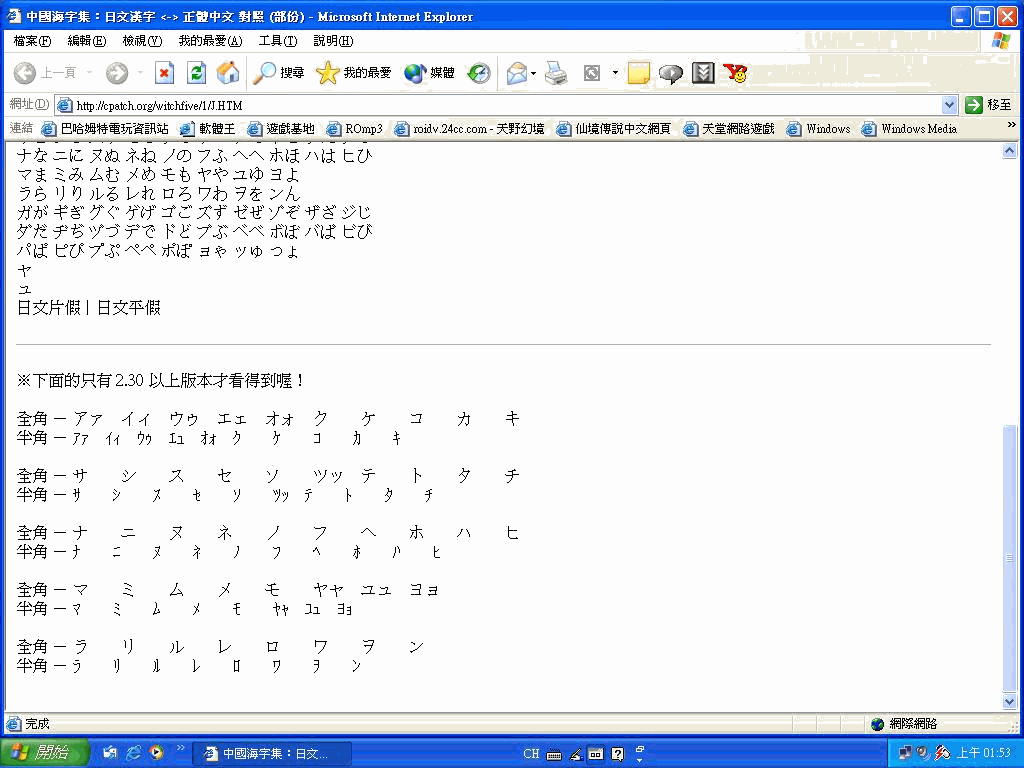 中國海字集：日文漢字 <-> 正體中文 對照 (部份) - Microsoft Internet Explorer
檔案(F) 編輯(E) 檢視(V) 我的最愛(A) 工具(T) 說明(H)
上一頁 搜尋 我的最愛 媒體
網址(D) http://cpatch.org/witchfive/1/J.HTM 移至
連結 巴哈姆特電玩資訊站 軟體王 遊戲基地 ROmp3 roidv.24cc.com - 天野幻境 仙境傳說中文網頁 天堂網路遊戲 Windows Windows Media »
ナな ニに ヌぬ ネね ノの フふ ヘへ ホほ ハは ヒひ
マま ミみ ムむ メめ モも ヤや ユゆ ヨよ
ラら リり ルる レれ ロろ ワわ ヲを ンん
ガが ギぎ グぐ ゲげ ゴご ズず ゼぜ ゾぞ ザざ ジじ
ダだ ヂぢ ヅづ デで ドど ブぶ ベべ ボぼ バば ビび
パぱ ピぴ プぷ ペぺ ポぽ ョゃ ッゅ っょ
ャ
ュ
日文片假 | 日文平假
※下面的只有 2.30 以上版本才看得到喔！
全角 － アァ イィ ウゥ エェ オォ ク ケ コ カ キ
半角 － ｱｧ ｲｨ ｳｩ ｴｭ ｵｫ ｸ ｹ ｺ ｶ ｷ
全角 － サ シ ス セ ソ ツッ テ ト タ チ
半角 － ｻ ｼ ｽ ｾ ｿ ﾂｯ ﾃ ﾄ ﾀ ﾁ
全角 － ナ ニ ヌ ネ ノ フ ヘ ホ ハ ヒ
半角 － ﾅ ﾆ ﾇ ﾈ ﾉ ﾌ ﾍ ﾎ ﾊ ﾋ
全角 － マ ミ ム メ モ ヤャ ユュ ヨョ
半角 － ﾏ ﾐ ﾑ ﾒ ﾓ ﾔｬ ﾕｭ ﾖｮ
全角 － ラ リ ル レ ロ ワ ヲ ン
半角 － ﾗ ﾘ ﾙ ﾚ ﾛ ﾜ ｦ ﾝ
完成 網際網路
開始 » 中國海字集：日文... CH 上午 01:53